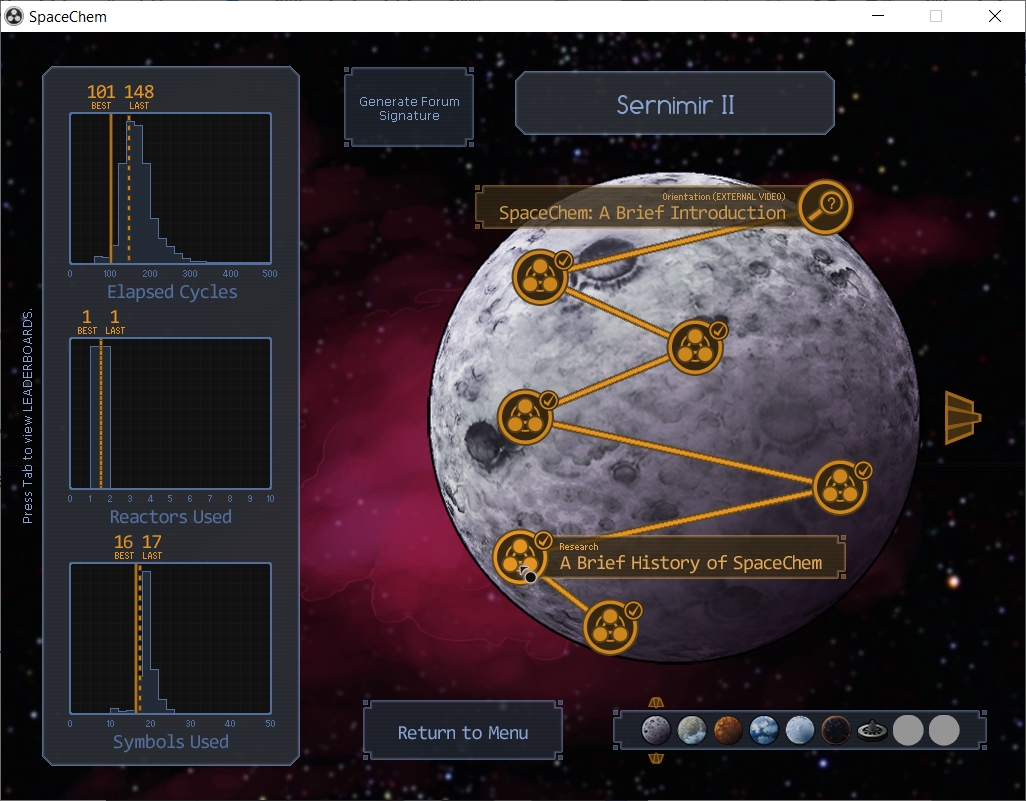 SpaceChem
101 148
BEST LAST
0 100 200 300 400 500
Elapsed Cycles
1 1
BEST LAST
0 1 2 3 4 5 6 7 8 9 10
Reactors Used
16 17
BEST LAST
0 10 20 30 40 50
Symbols Used
Press Tab to view LEADERBOARDS.
Generate Forum
Signature
Sernimir II
Orientation (EXTERNAL VIDEO)
SpaceChem: A Brief Introduction
?
Research
A Brief History of SpaceChem
Return to Menu